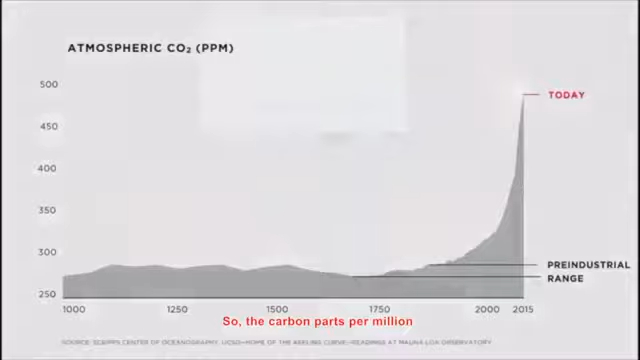 ATMOSPHERIC CO₂ (PPM)
500
TODAY
450
400
350
300
PREINDUSTRIAL
RANGE
250
1000 1250 1500 1750 2000 2015
So, the carbon parts per million
SOURCE: SCRIPPS CENTER OF OCEANOGRAPHY, UCSD–HOME OF THE KEELING CURVE–READINGS AT MAUNA LOA OBSERVATORY